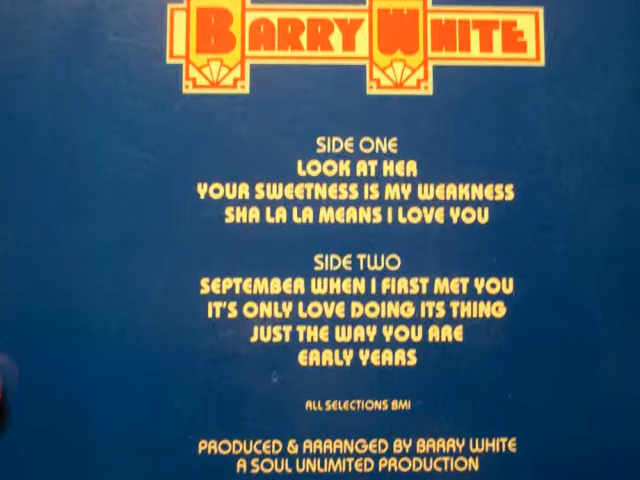 BARRY WHITE
SIDE ONE
LOOK AT HER
YOUR SWEETNESS IS MY WEAKNESS
SHA LA LA MEANS I LOVE YOU
SIDE TWO
SEPTEMBER WHEN I FIRST MET YOU
IT'S ONLY LOVE DOING ITS THING
JUST THE WAY YOU ARE
EARLY YEARS
ALL SELECTIONS BMI
PRODUCED & ARRANGED BY BARRY WHITE
A SOUL UNLIMITED PRODUCTION